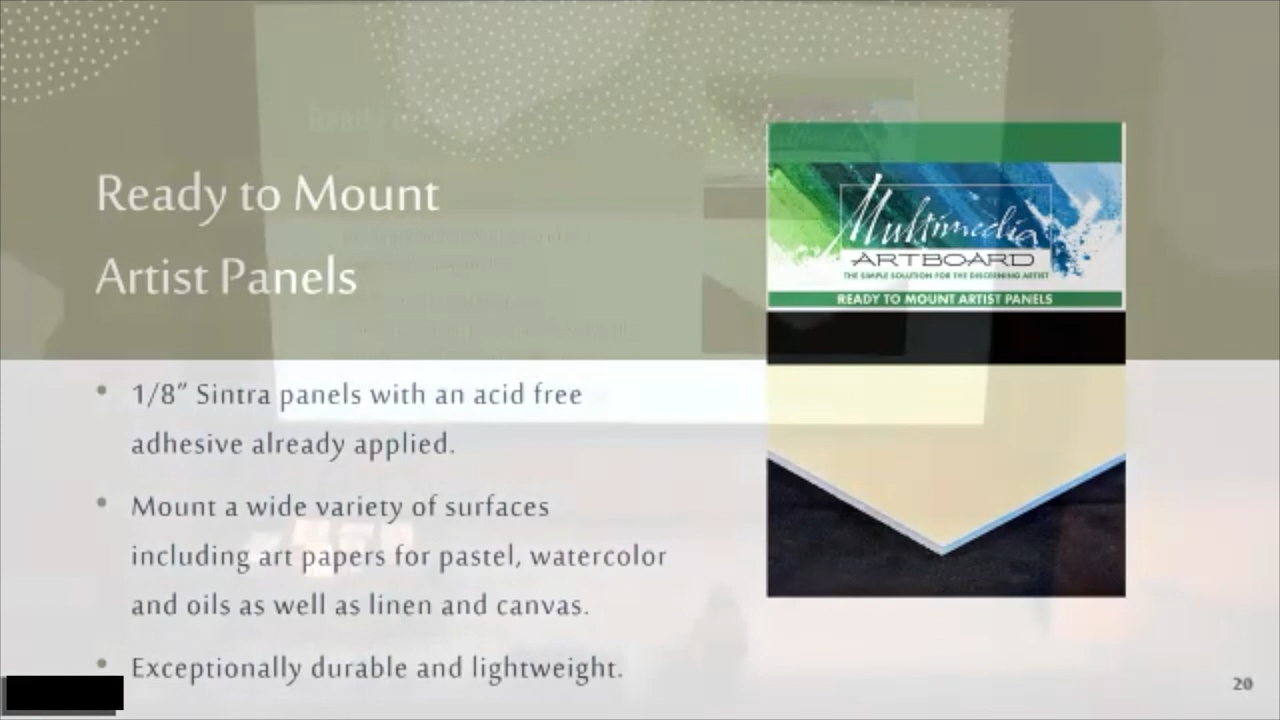 Ready to Mount
Artist Panels
Multimedia
ARTBOARD
THE SIMPLE SOLUTION FOR THE DISCERNING ARTIST
READY TO MOUNT ARTIST PANELS
• 1/8” Sintra panels with an acid free
adhesive already applied.
• Mount a wide variety of surfaces
including art papers for pastel, watercolor
and oils as well as linen and canvas.
• Exceptionally durable and lightweight.
20